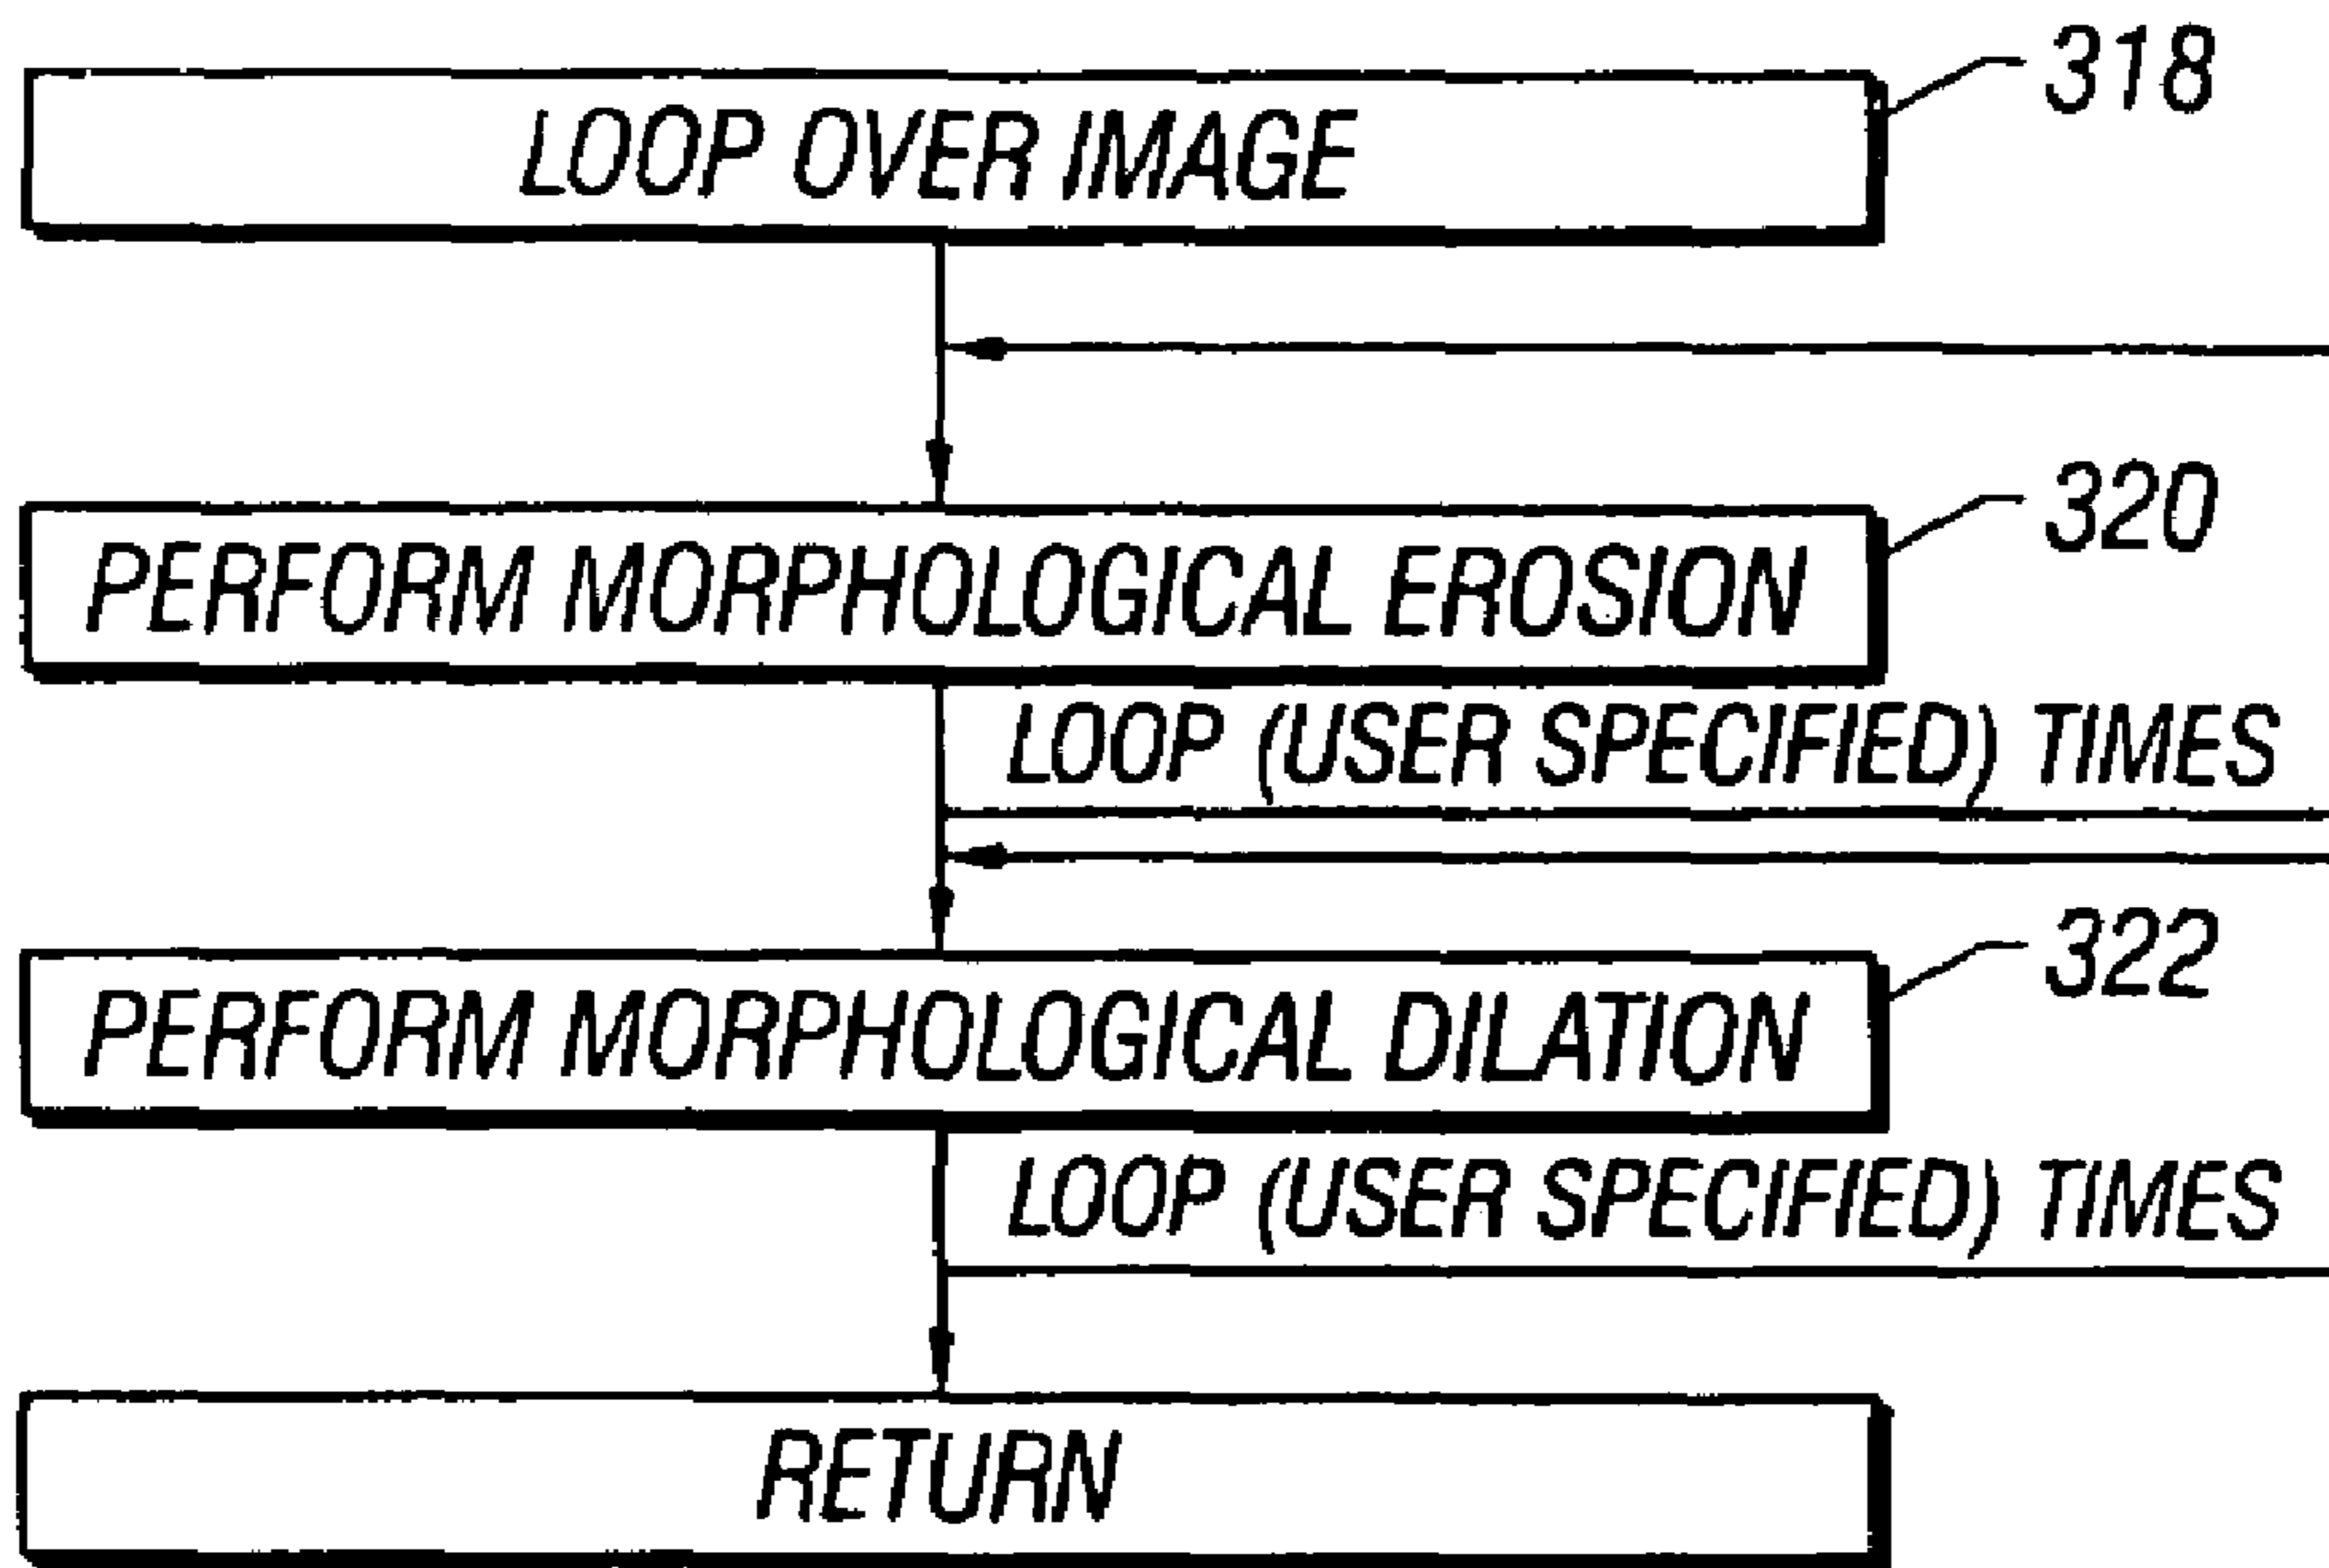 318
LOOP OVER IMAGE
320
PERFORM MORPHOLOGICAL EROSION
LOOP (USER SPECIFIED) TIMES
322
PERFORM MORPHOLOGICAL DILATION
LOOP (USER SPECIFIED) TIMES
RETURN